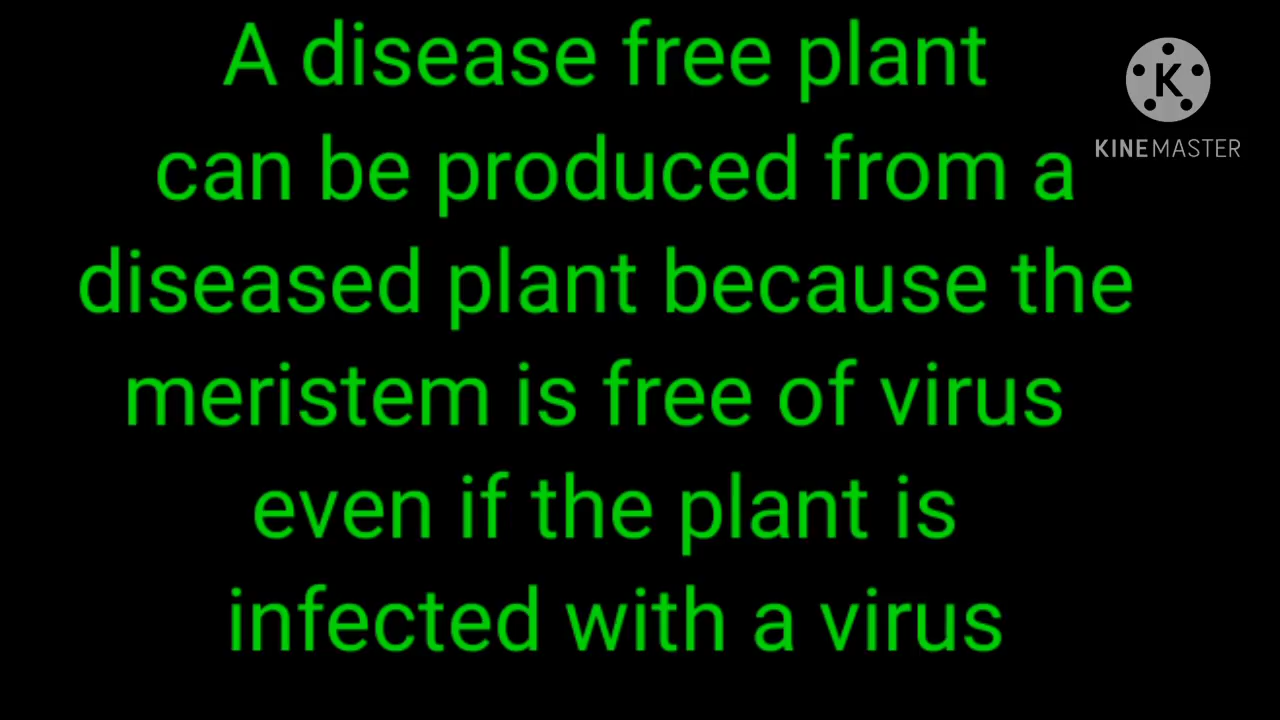 A disease free plant
can be produced from a
diseased plant because the
meristem is free of virus
even if the plant is
infected with a virus
K
KINEMASTER